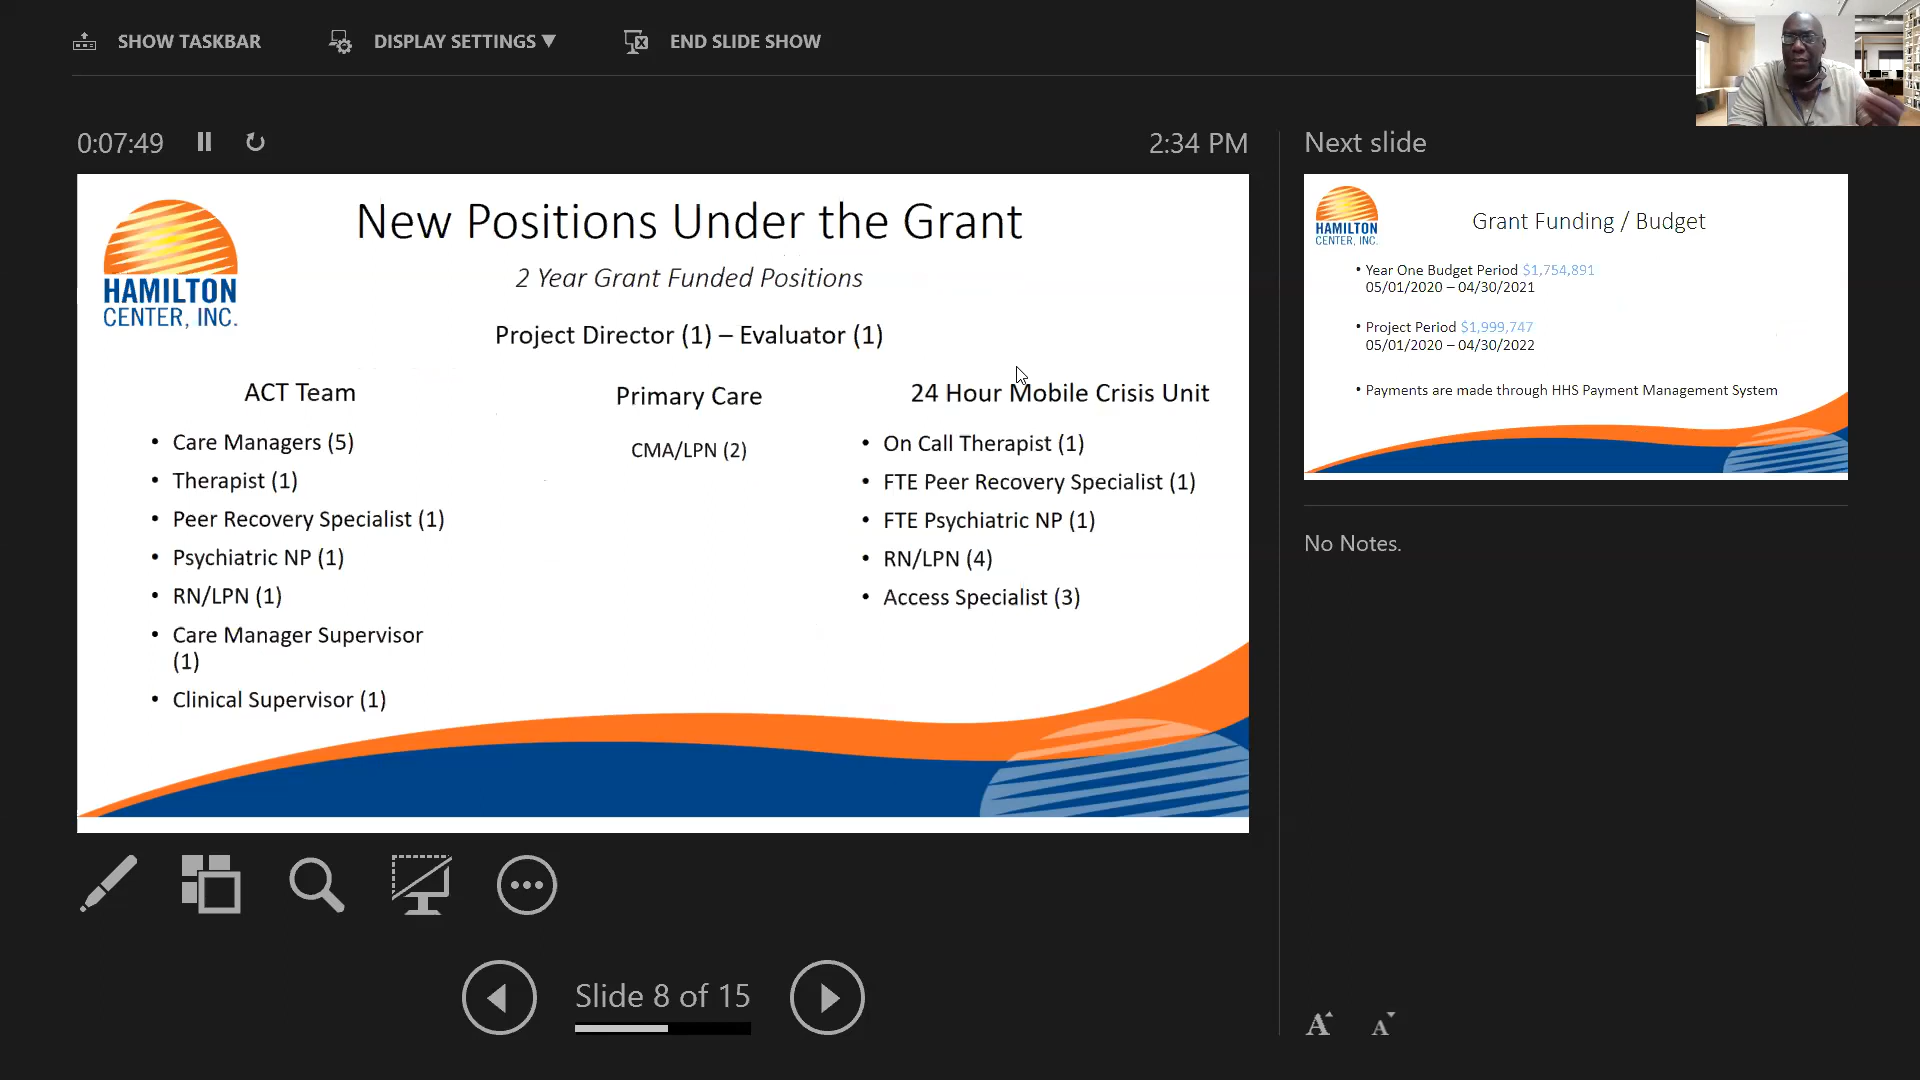 SHOW TASKBAR
DISPLAY SETTINGS ▼
END SLIDE SHOW
0:07:49
2:34 PM
HAMILTON
CENTER, INC.
New Positions Under the Grant
2 Year Grant Funded Positions
Project Director (1) – Evaluator (1)
ACT Team
• Care Managers (5)
• Therapist (1)
• Peer Recovery Specialist (1)
• Psychiatric NP (1)
• RN/LPN (1)
• Care Manager Supervisor
(1)
• Clinical Supervisor (1)
Primary Care
CMA/LPN (2)
24 Hour Mobile Crisis Unit
• On Call Therapist (1)
• FTE Peer Recovery Specialist (1)
• FTE Psychiatric NP (1)
• RN/LPN (4)
• Access Specialist (3)
Slide 8 of 15
Next slide
HAMILTON
CENTER, INC.
Grant Funding / Budget
• Year One Budget Period $1,754,891
05/01/2020 – 04/30/2021
• Project Period $1,999,747
05/01/2020 – 04/30/2022
• Payments are made through HHS Payment Management System
No Notes.
A A